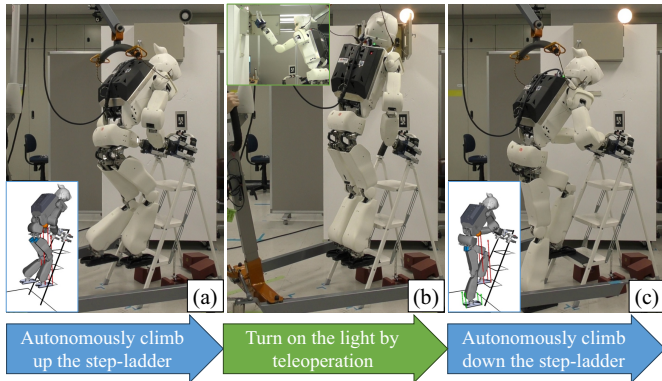 (a)
(b)
(c)
Autonomously climb
up the step-ladder
Turn on the light by
teleoperation
Autonomously climb
down the step-ladder